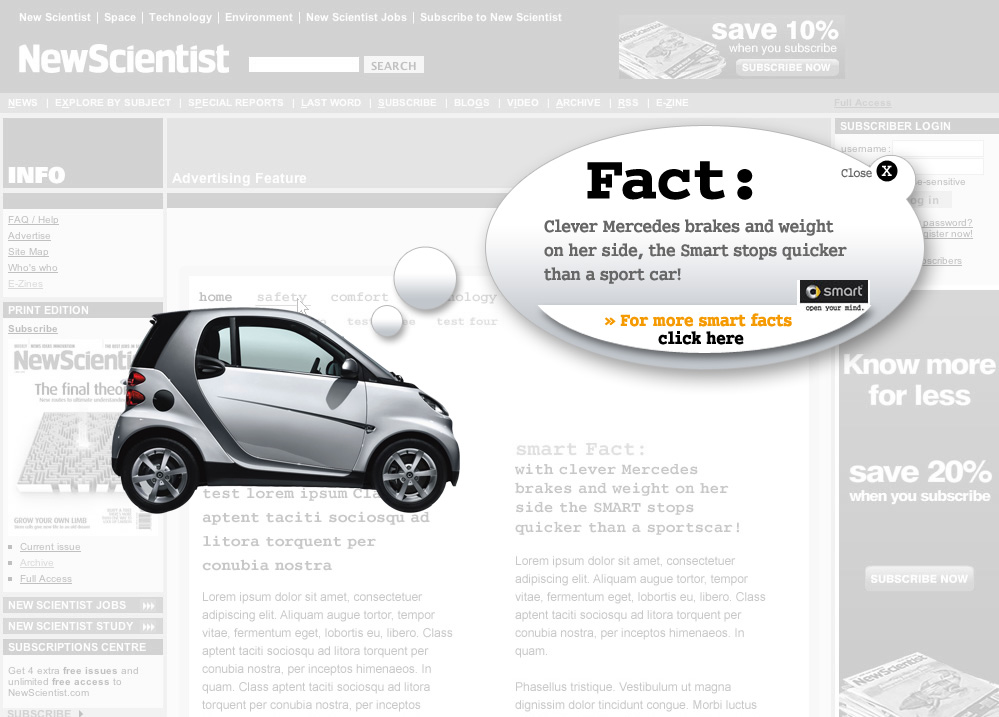 New Scientist | Space | Technology | Environment | New Scientist Jobs | Subscribe to New Scientist
NewScientist
SEARCH
save 10%
when you subscribe
SUBSCRIBE NOW
NEWS | EXPLORE BY SUBJECT | SPECIAL REPORTS | LAST WORD | SUBSCRIBE | BLOGS | VIDEO | ARCHIVE | RSS | E-ZINE
Full Access
INFO
Advertising Feature
SUBSCRIBER LOGIN
username:
e-sensitive
og in
password?
gister now!
bscribers
Close X
Fact:
Clever Mercedes brakes and weight
on her side, the Smart stops quicker
than a sport car!
smart
open your mind.
» For more smart facts
click here
FAQ / Help
Advertise
Site Map
Who's who
E-Zines
PRINT EDITION
Subscribe
NewScientist
The final theo
GROW YOUR OWN LIMB
Current issue
Archive
Full Access
NEW SCIENTIST JOBS
NEW SCIENTIST STUDY
SUBSCRIPTIONS CENTRE
Get 4 extra free issues and
unlimited free access to
NewScientist.com
SUBSCRIBE
home safety comfort nology
test four
test lorem ipsum Cla
aptent taciti sociosqu ad
litora torquent per
conubia nostra
Lorem ipsum dolor sit amet, consectetuer
adipiscing elit. Aliquam augue tortor, tempor
vitae, fermentum eget, lobortis eu, libero. Class
aptent taciti sociosqu ad litora torquent per
conubia nostra, per inceptos himenaeos. In
quam. Class aptent taciti sociosqu ad litora
torquent per conubia nostra, per inceptos
smart Fact:
with clever Mercedes
brakes and weight on her
side the SMART stops
quicker than a sportscar!
Lorem ipsum dolor sit amet, consectetuer
adipiscing elit. Aliquam augue tortor, tempor
vitae, fermentum eget, lobortis eu, libero. Class
aptent taciti sociosqu ad litora torquent per
conubia nostra, per inceptos himenaeos. In
quam.
Phasellus tristique. Vestibulum ut magna
dignissim dolor tincidunt congue. Morbi luctus
Know more
for less
save 20%
when you subscribe
SUBSCRIBE NOW
NewScientist